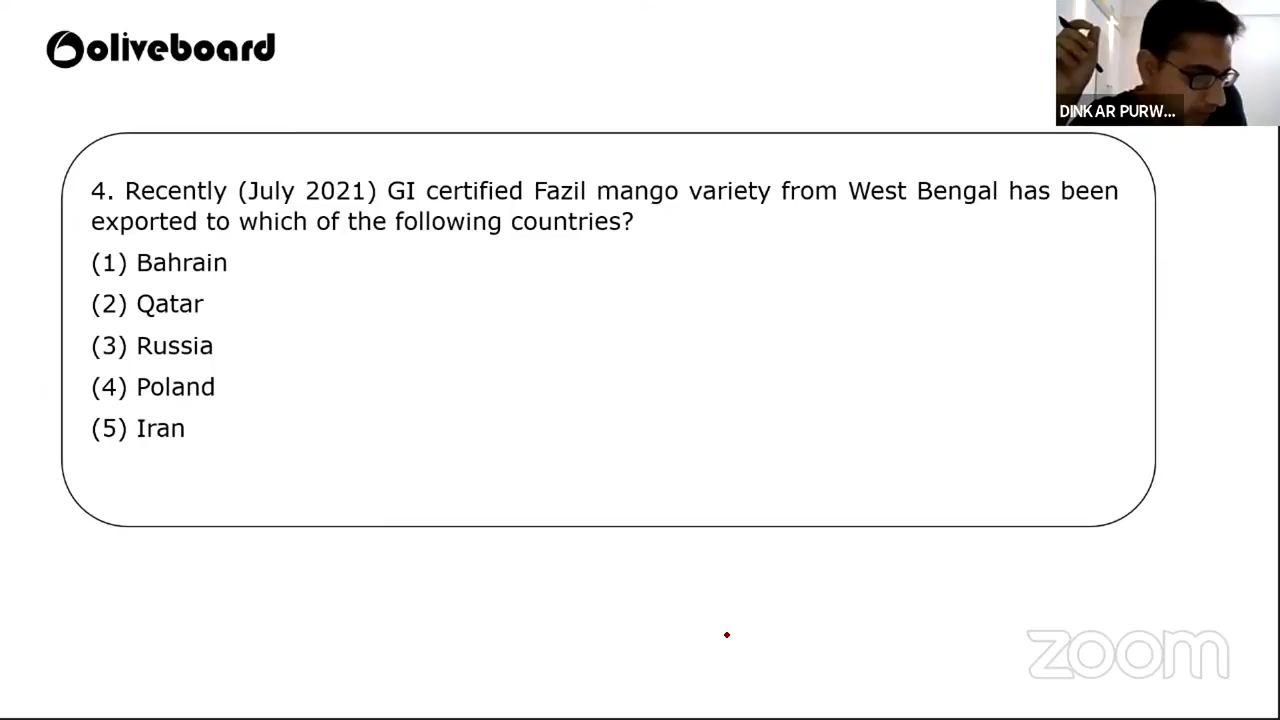 oliveboard
DINKAR PURW...
4. Recently (July 2021) GI certified Fazil mango variety from West Bengal has been
exported to which of the following countries?
(1) Bahrain
(2) Qatar
(3) Russia
(4) Poland
(5) Iran
zoom